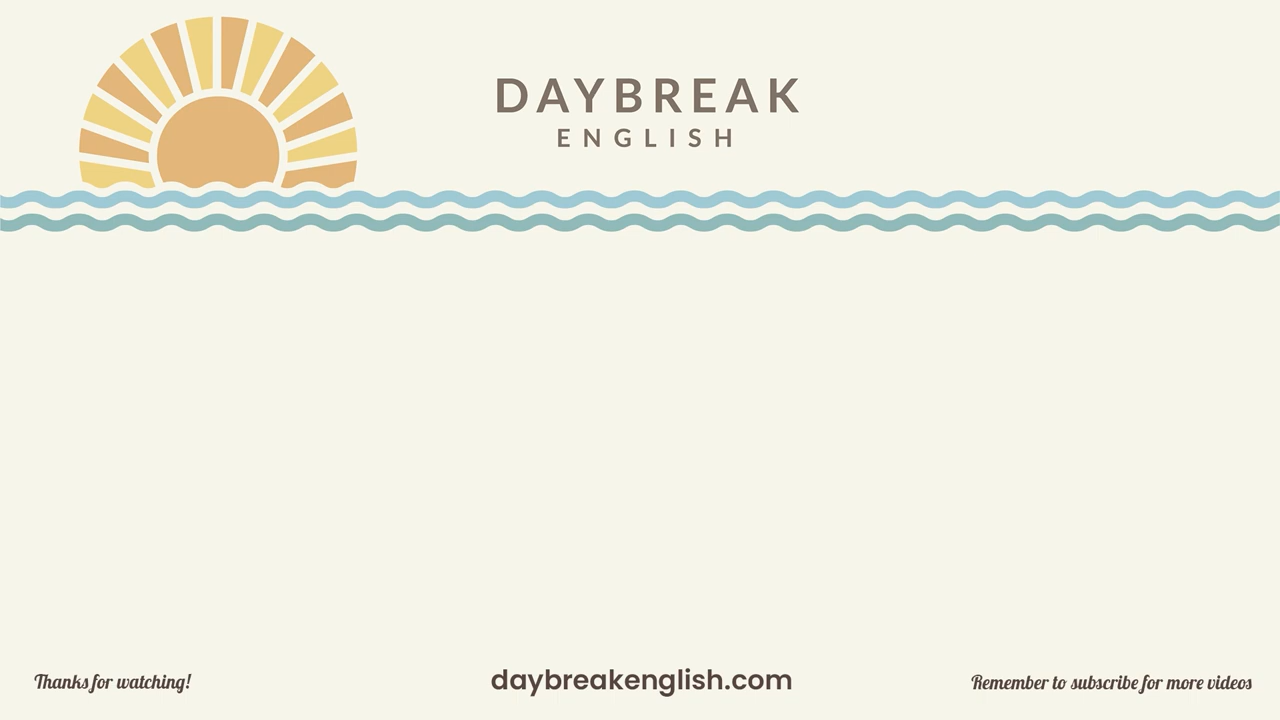 DAYBREAK
ENGLISH
Thanks for watching!
daybreakenglish.com
Remember to subscribe for more videos